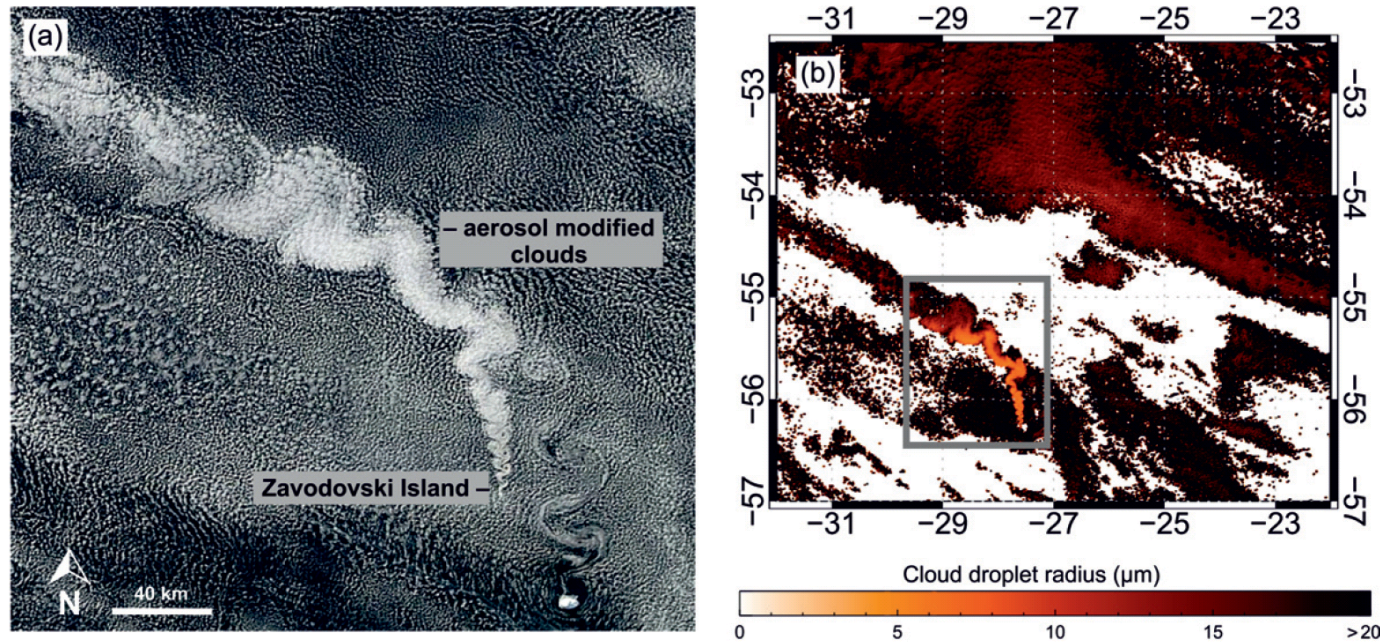 (a)
– aerosol modified
clouds
Zavodovski Island –
N
40 km
−31 −29 −27 −25 −23
(b)
−53 −53
−54 −54
−55 −55
−56 −56
−57 −57
−31 −29 −27 −25 −23
Cloud droplet radius (μm)
0 5 10 15 >20